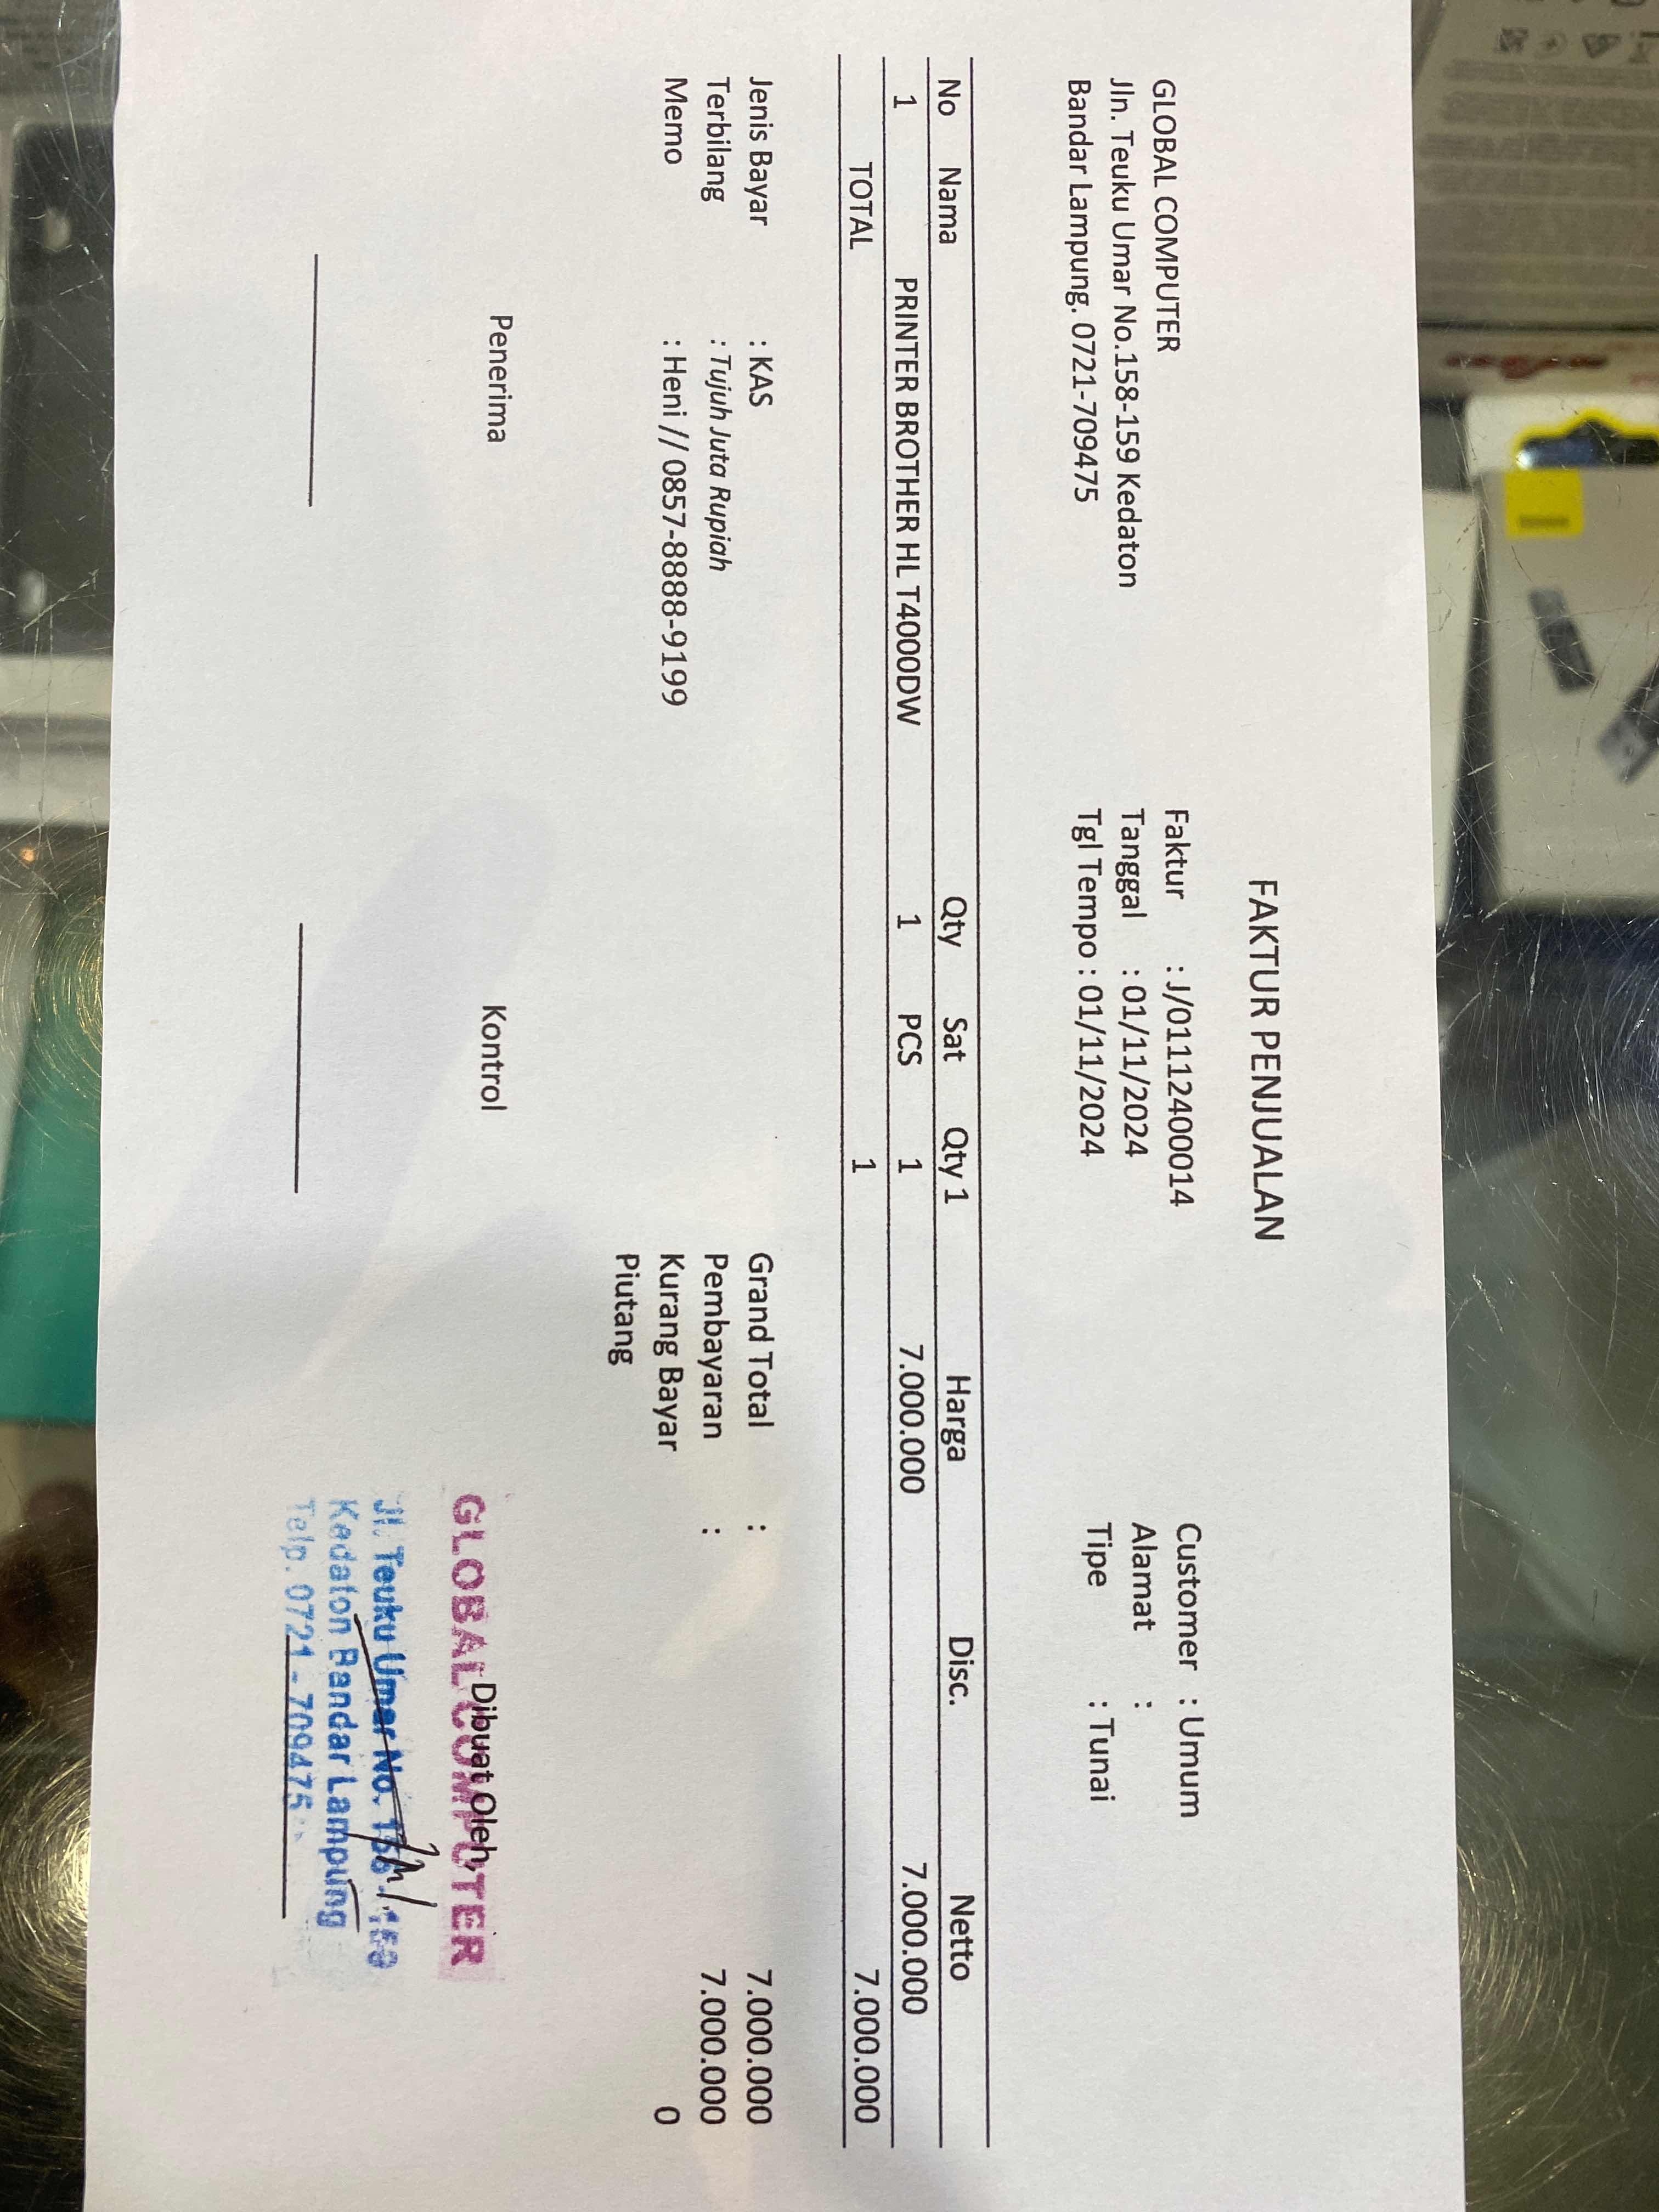 FAKTUR PENJUALAN
GLOBAL COMPUTER Faktur : J/01112400014 Customer : Umum
Jln. Teuku Umar No.158-159 Kedaton Tanggal : 01/11/2024 Alamat :
Bandar Lampung. 0721-709475 Tgl Tempo : 01/11/2024 Tipe : Tunai
No Nama Qty Sat Qty 1 Harga Disc. Netto
1 PRINTER BROTHER HL T4000DW 1 PCS 1 7.000.000 7.000.000
TOTAL 1 7.000.000
Jenis Bayar : KAS Grand Total : 7.000.000
Terbilang : Tujuh Juta Rupiah Pembayaran : 7.000.000
Memo : Heni // 0857-8888-9199 Kurang Bayar 0
Piutang
Penerima Kontrol Dibuat Oleh,
GLOBAL COMPUTER
Jl. Teuku Umar No. 158 - 159
Kedaton Bandar Lampung
Telp. 0721 - 709475